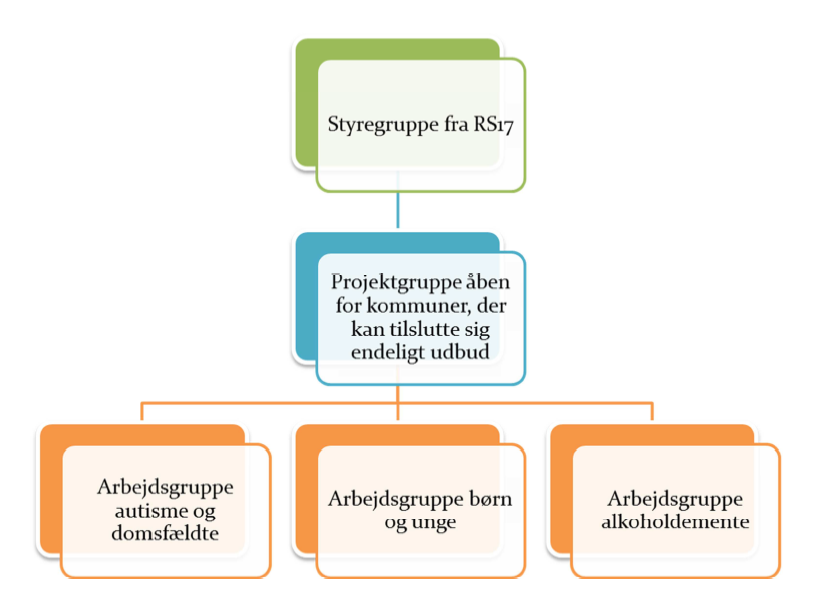 Styregruppe fra RS17
Projektgruppe åben
for kommuner, der
kan tilslutte sig
endeligt udbud
Arbejdsgruppe
autisme og
domsfældte
Arbejdsgruppe børn
og unge
Arbejdsgruppe
alkoholdemente